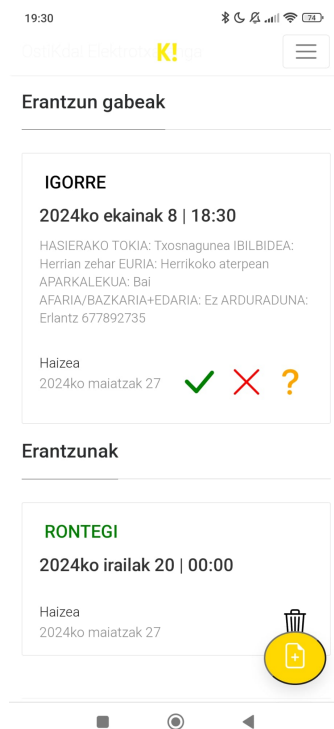 19:30
74
K!
Erantzun gabeak
IGORRE
2024ko ekainak 8 | 18:30
HASIERAKO TOKIA: Txosnagunea IBILBIDEA:
Herrian zehar EURIA: Herrikoko aterpean
APARKALEKUA: Bai
AFARIA/BAZKARIA+EDARIA: Ez ARDURADUNA:
Erlantz 677892735
Haizea
2024ko maiatzak 27
?
Erantzunak
RONTEGI
2024ko irailak 20 | 00:00
Haizea
2024ko maiatzak 27